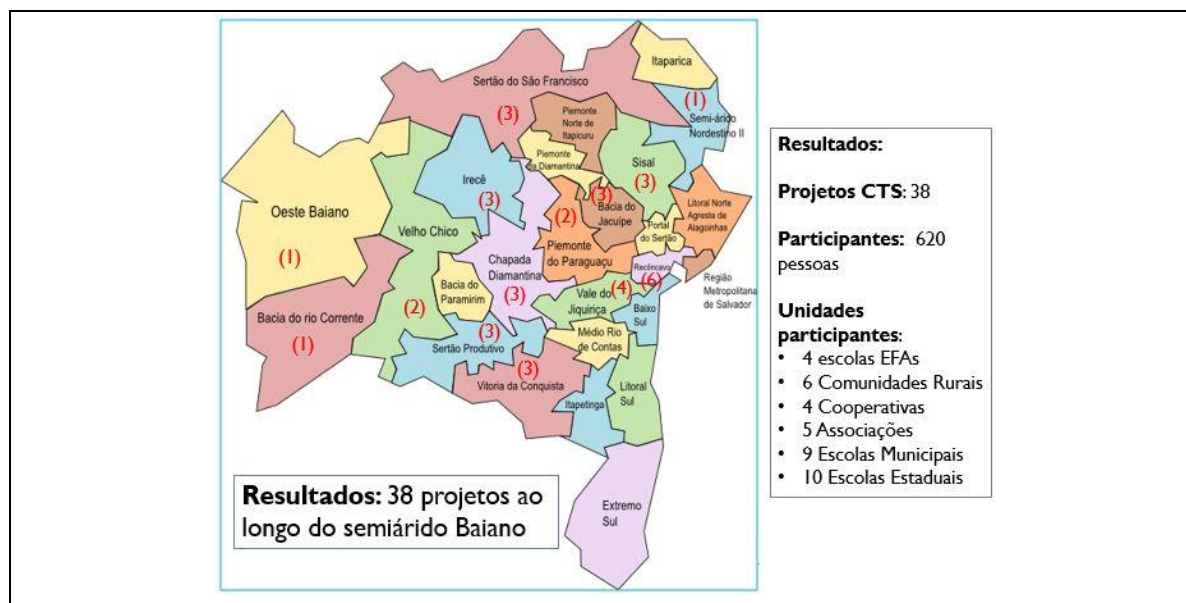 Itaparica
Sertão do São Francisco
(1)
(3)
Semi-árido
Nordestino II
Piemonte
Norte de
Itapicuru
Piemonte
da Diamantina
Sisal
(3)
Irecê
(3)
(3)
Bacia do
Jacuípe
Litoral Norte
Agreste de
Alagoinhas
Oeste Baiano
(1)
Velho Chico
(2)
Piemonte
do Paraguaçu
Portal
do Sertão
Recôncavo
(6)
Região
Metropolitana
de Salvador
Chapada
Diamantina
(3)
Bacia do
Paramirim
(4)
Vale do
Jiquiriça
Baixo
Sul
(2)
Bacia do rio Corrente
(1)
(3)
Sertão Produtivo
Médio Rio
de Contas
(3)
Vitoria da Conquista
Itapetinga
Litoral
Sul
Extremo
Sul
Resultados: 38 projetos ao
longo do semiárido Baiano
Resultados:
Projetos CTS: 38
Participantes: 620
pessoas
Unidades
participantes:
• 4 escolas EFAs
• 6 Comunidades Rurais
• 4 Cooperativas
• 5 Associações
• 9 Escolas Municipais
• 10 Escolas Estaduais